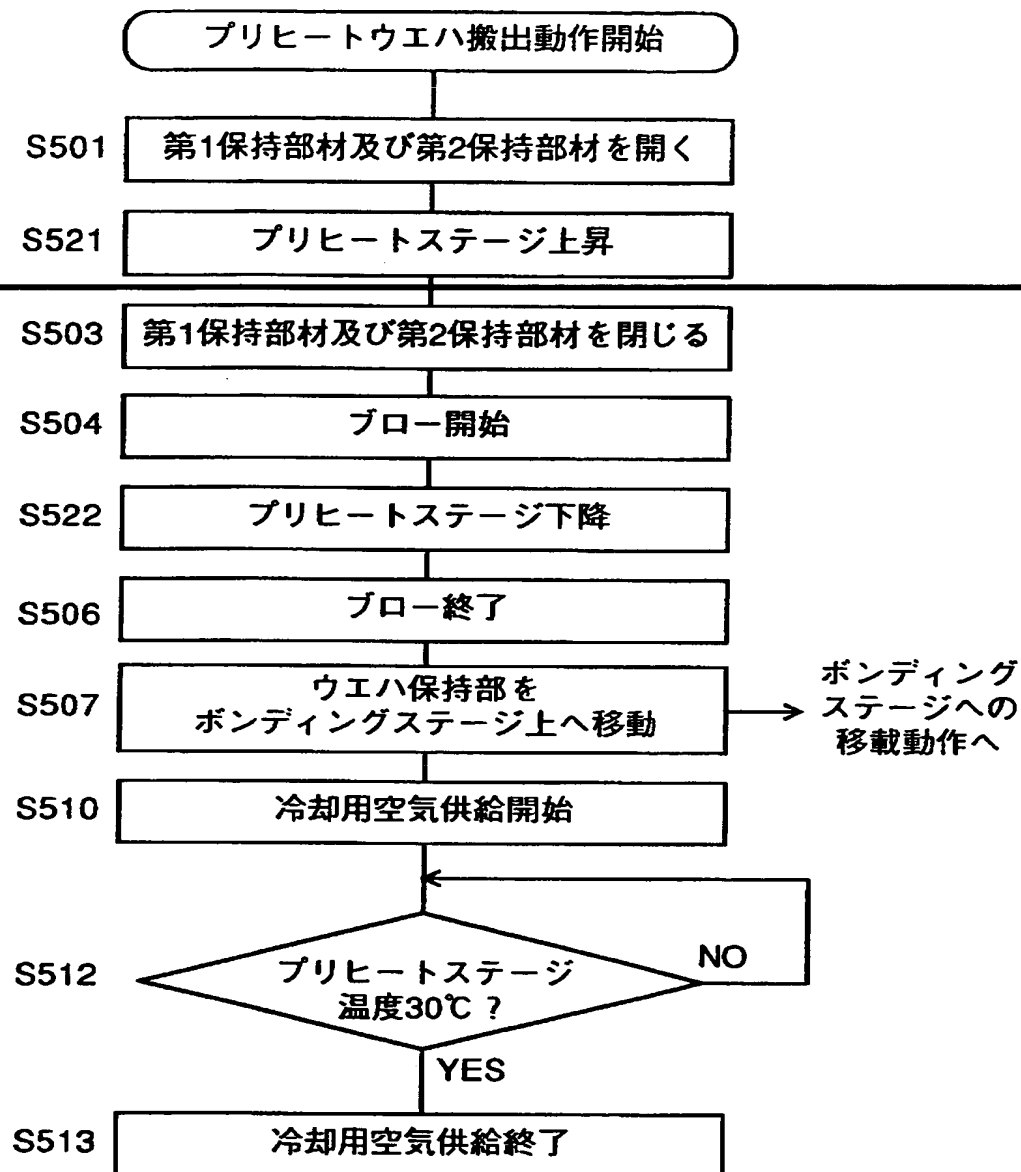 プリヒートウエハ搬出動作開始
S501
第1保持部材及び第2保持部材を開く
S521
プリヒートステージ上昇
S503
第1保持部材及び第2保持部材を閉じる
S504
ブロー開始
S522
プリヒートステージ下降
S506
ブロー終了
S507
ウエハ保持部を
ボンディングステージ上へ移動
ボンディング
ステージへの
移載動作へ
S510
冷却用空気供給開始
S512
プリヒートステージ
温度30℃?
NO
YES
S513
冷却用空気供給終了